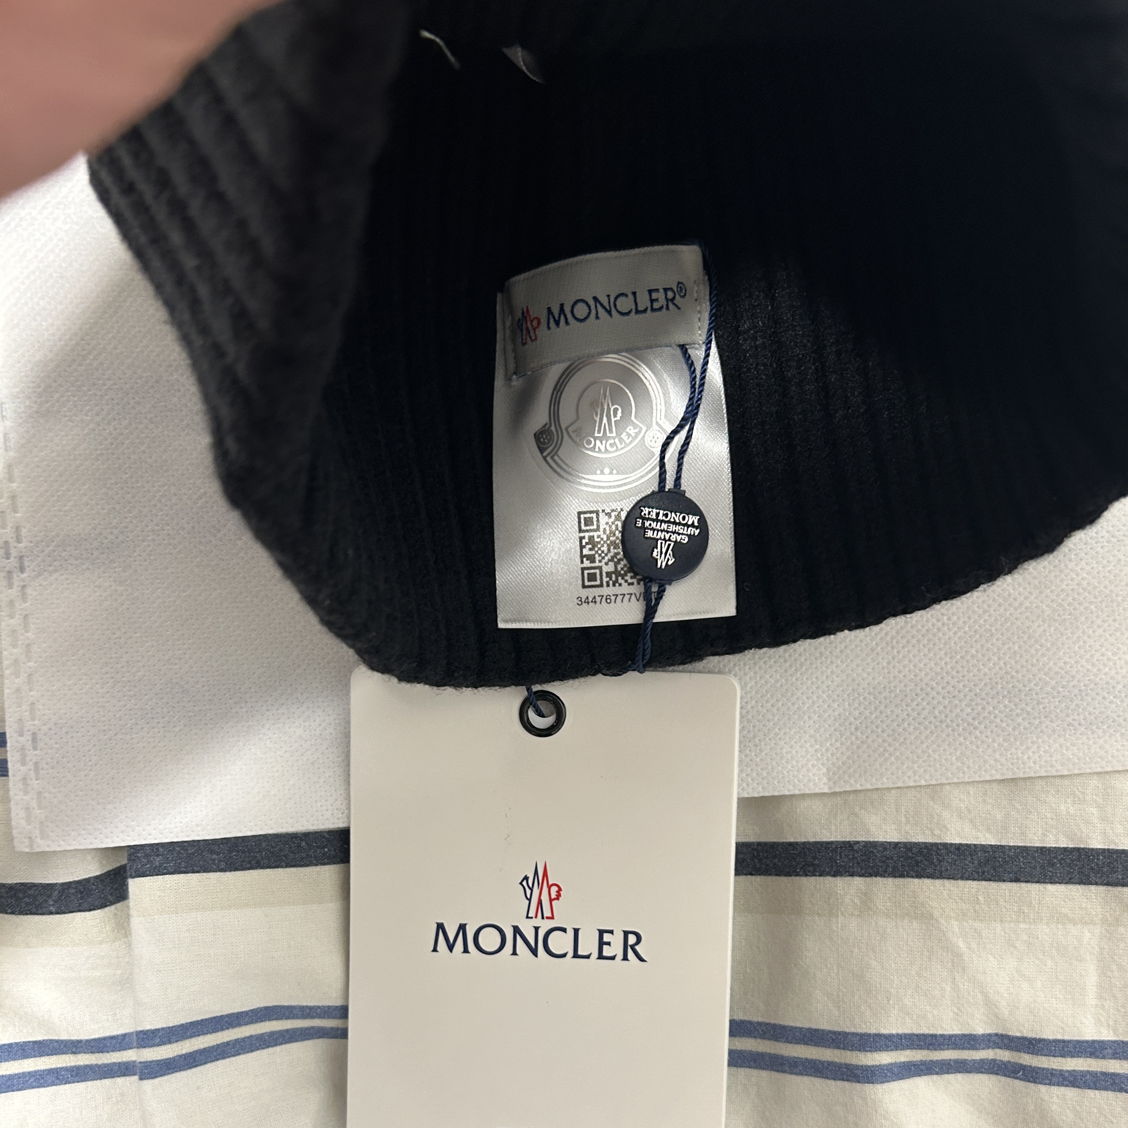 MONCLER®
MONCLER
MONCLER
AUTHENTIQUE
GARANTIE
34476777V
MONCLER